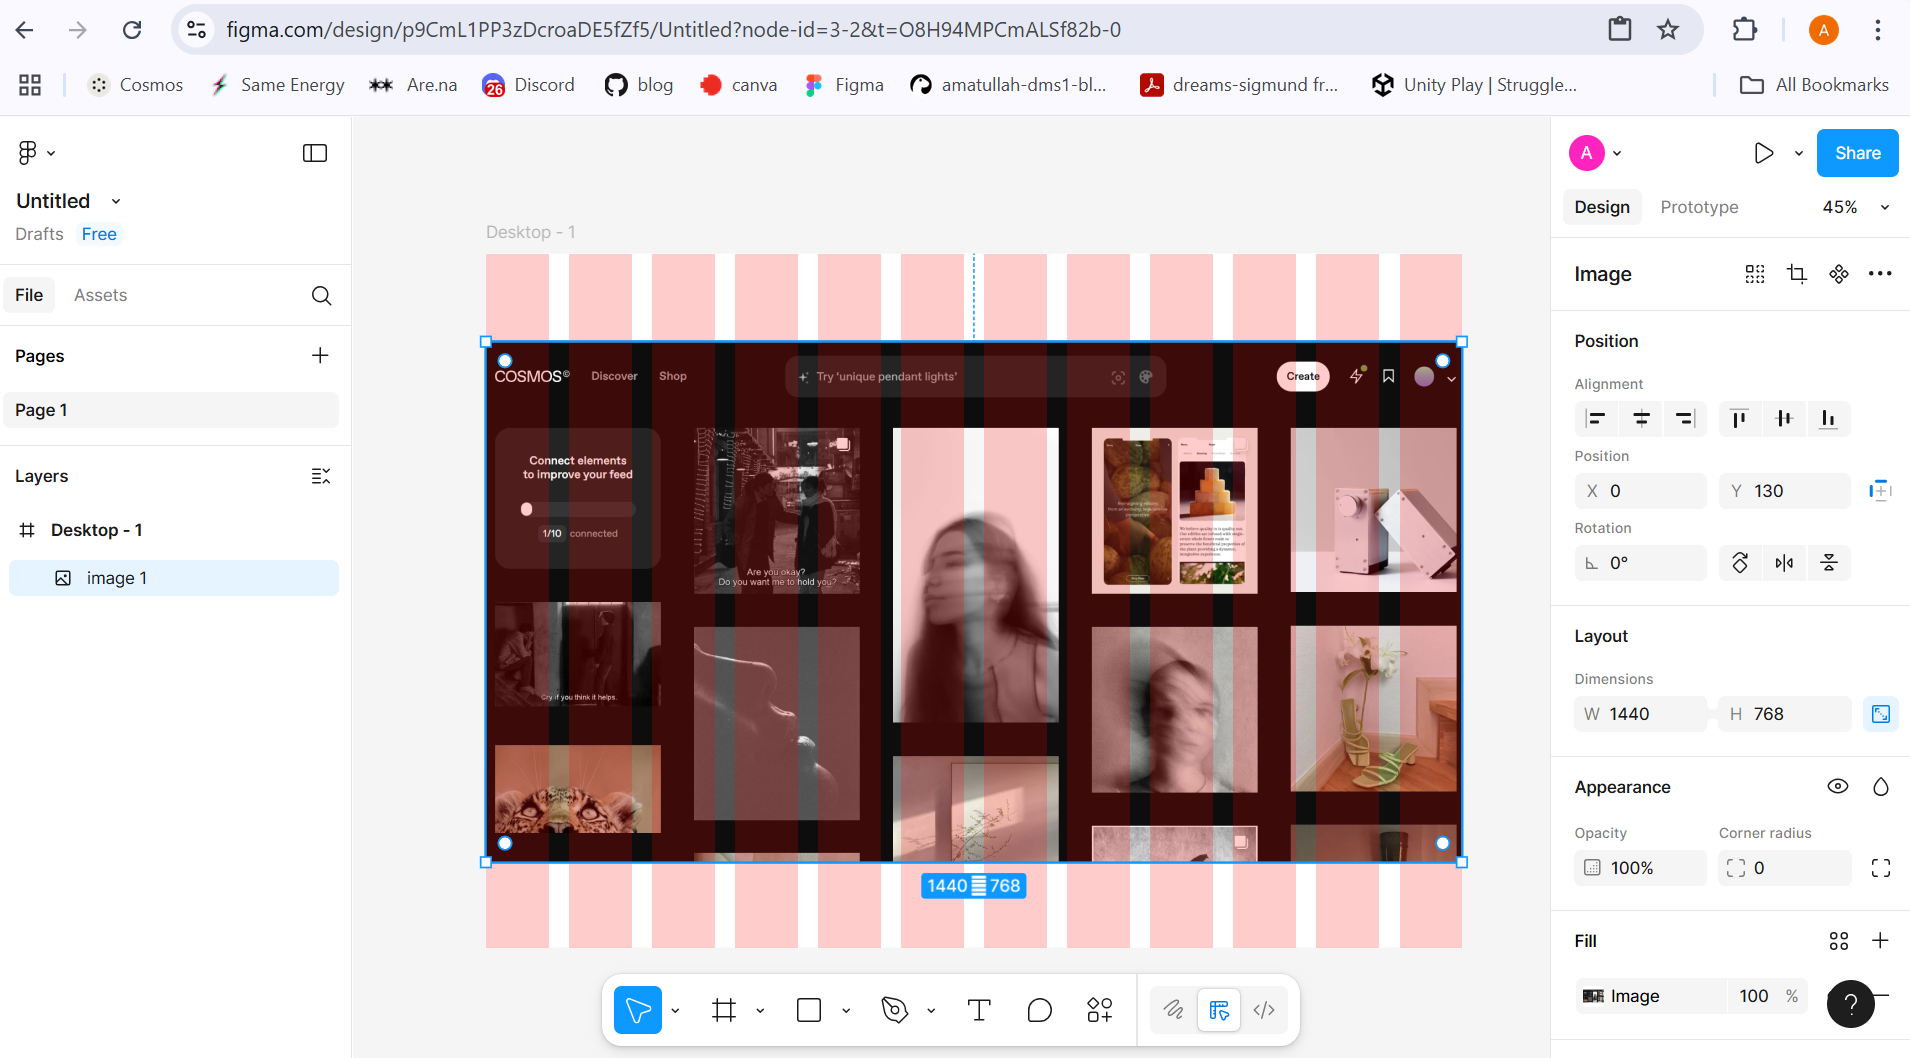 figma.com/design/p9CmL1PP3zDcroaDE5fZf5/Untitled?node-id=3-2&t=O8H94MPCmALSf82b-0
A
Cosmos
Same Energy
Are.na
26
Discord
blog
canva
Figma
amatullah-dms1-bl...
dreams-sigmund fr...
Unity Play | Struggle...
All Bookmarks
Untitled
Drafts
Free
File
Assets
Pages
Page 1
Layers
Desktop - 1
image 1
Desktop - 1
COSMOS©
Discover
Shop
Try 'unique pendant lights'
Create
Connect elements
to improve your feed
1/10 connected
Are you okay?
Do you want me to hold you?
Cry if you think it helps.
1440
768
A
Share
Design
Prototype
45%
Image
Position
Alignment
Position
X 0
Y 130
Rotation
0°
Layout
Dimensions
W 1440
H 768
Appearance
Opacity
Corner radius
100%
0
Fill
Image
100 %
?